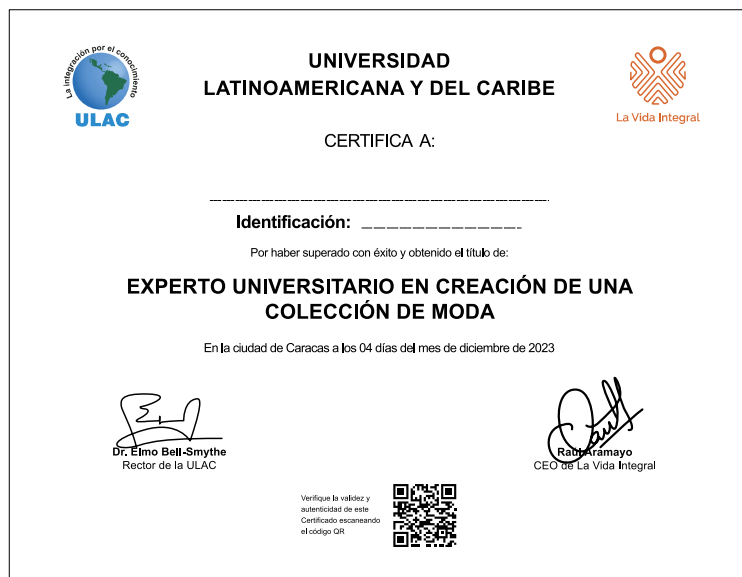 La integración por el conocimiento
ULAC
UNIVERSIDAD
LATINOAMERICANA Y DEL CARIBE
La Vida Integral
CERTIFICA A:
Identificación:
Por haber superado con éxito y obtenido el título de:
EXPERTO UNIVERSITARIO EN CREACIÓN DE UNA
COLECCIÓN DE MODA
En la ciudad de Caracas a los 04 días del mes de diciembre de 2023
Dr. Elmo Bell-Smythe
Rector de la ULAC
Raúl Aramayo
CEO de La Vida Integral
Verifique la validez y
autenticidad de este
Certificado escaneando
el código QR